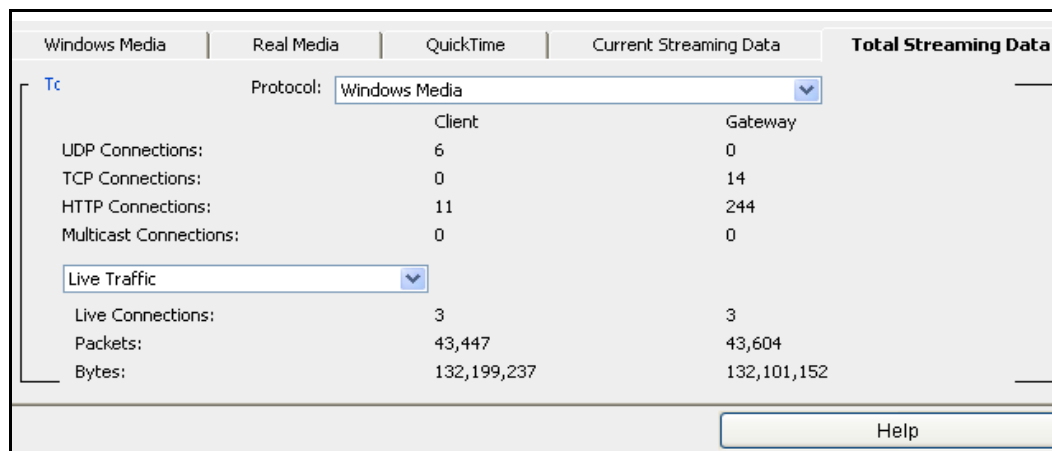 Windows Media Real Media QuickTime Current Streaming Data Total Streaming Data
Protocol: Windows Media
Client Gateway
UDP Connections: 6 0
TCP Connections: 0 14
HTTP Connections: 11 244
Multicast Connections: 0 0
Live Traffic
Live Connections: 3 3
Packets: 43,447 43,604
Bytes: 132,199,237 132,101,152
Help